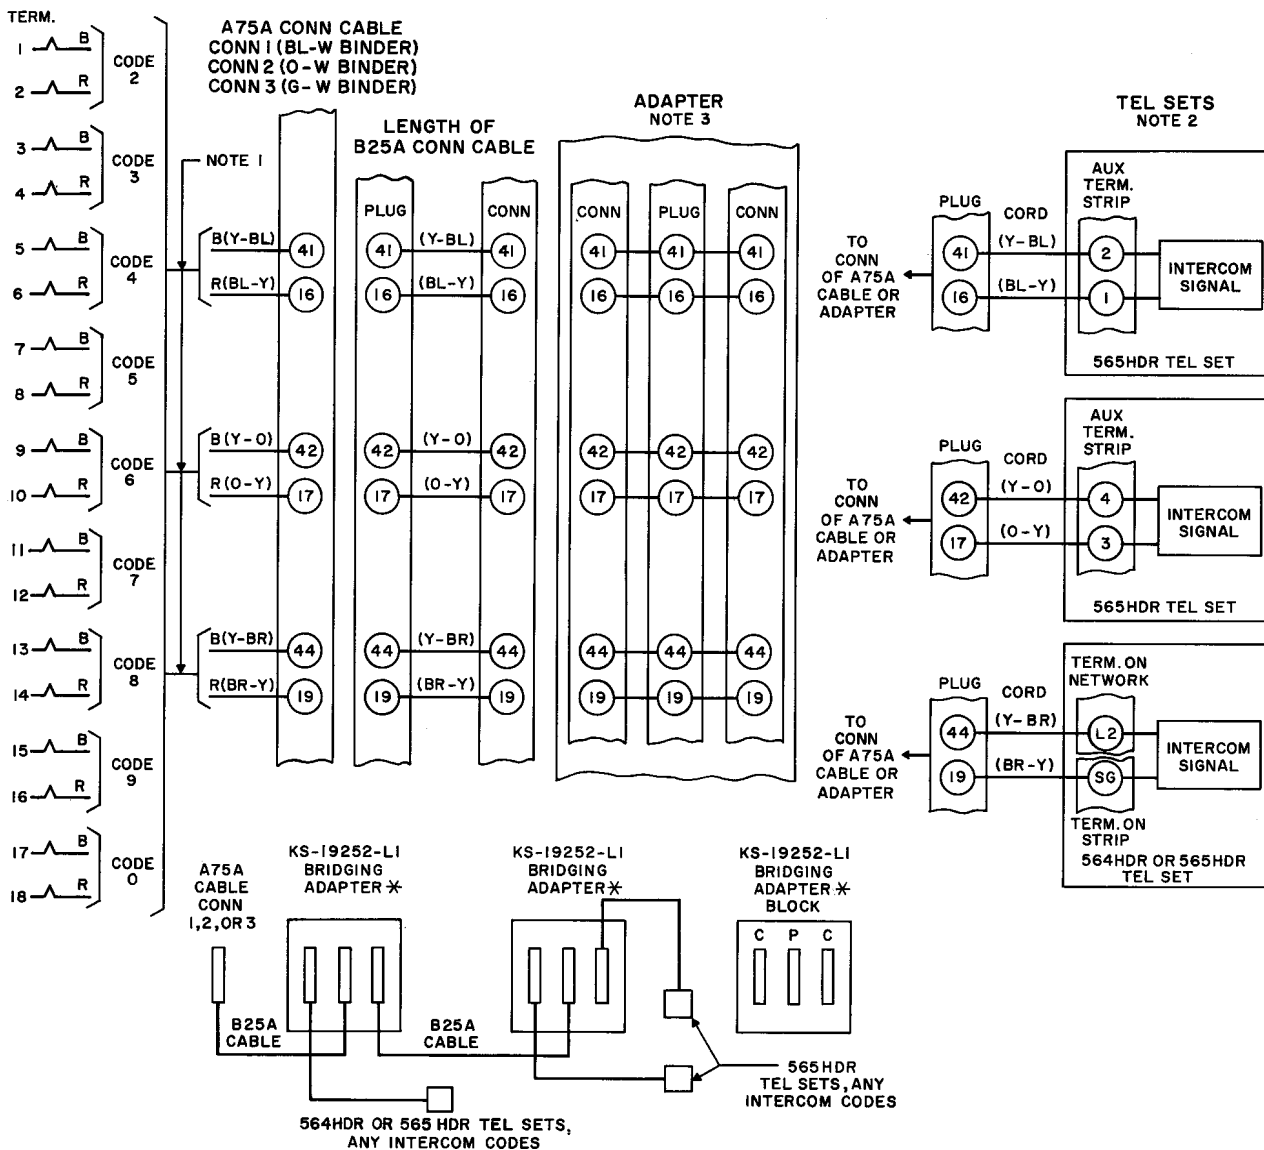 TERM.
1 B
2 R
CODE
2
3 B
4 R
CODE
3
5 B
6 R
CODE
4
7 B
8 R
CODE
5
9 B
10 R
CODE
6
11 B
12 R
CODE
7
13 B
14 R
CODE
8
15 B
16 R
CODE
9
17 B
18 R
CODE
0
A75A CONN CABLE
CONN 1 (BL-W BINDER)
CONN 2 (O-W BINDER)
CONN 3 (G-W BINDER)
NOTE 1
B(Y-BL) 41
R(BL-Y) 16
B(Y-O) 42
R(O-Y) 17
B(Y-BR) 44
R(BR-Y) 19
LENGTH OF
B25A CONN CABLE
PLUG CONN
41 (Y-BL) 41
16 (BL-Y) 16
42 (Y-O) 42
17 (O-Y) 17
44 (Y-BR) 44
19 (BR-Y) 19
ADAPTER
NOTE 3
CONN PLUG CONN
41 41 41
16 16 16
42 42 42
17 17 17
44 44 44
19 19 19
TEL SETS
NOTE 2
TO
CONN
OF A75A
CABLE OR
ADAPTER
PLUG
CORD
AUX
TERM.
STRIP
41 (Y-BL) 2
16 (BL-Y) 1
INTERCOM
SIGNAL
565HDR TEL SET
TO
CONN
OF A75A
CABLE OR
ADAPTER
PLUG
CORD
AUX
TERM.
STRIP
42 (Y-O) 4
17 (O-Y) 3
INTERCOM
SIGNAL
565HDR TEL SET
TO
CONN
OF A75A
CABLE OR
ADAPTER
PLUG
CORD
TERM. ON
NETWORK
44 (Y-BR) L2
19 (BR-Y) SG
INTERCOM
SIGNAL
TERM. ON
STRIP
564HDR OR 565HDR
TEL SET
A75A
CABLE
CONN
1,2,OR 3
KS-19252-L1
BRIDGING
ADAPTER *
KS-19252-L1
BRIDGING
ADAPTER *
KS-19252-L1
BRIDGING
ADAPTER *
BLOCK
C P C
B25A
CABLE
B25A
CABLE
565HDR
TEL SETS, ANY
INTERCOM CODES
564HDR OR 565 HDR TEL SETS,
ANY INTERCOM CODES